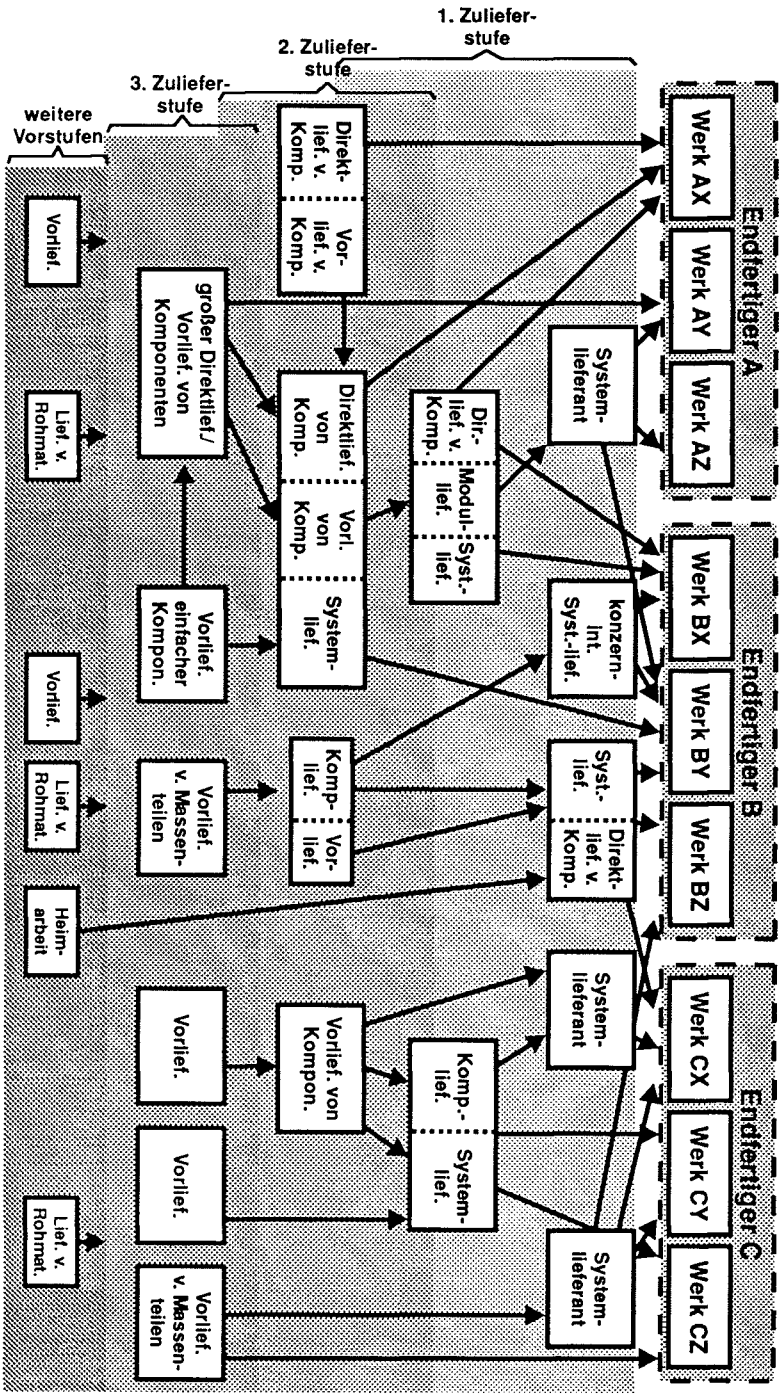 1. Zuliefer-
stufe
2. Zuliefer-
stufe
3. Zuliefer-
stufe
weitere
Vorstufen
Endfertiger A
Werk AX
Werk AY
Werk AZ
Endfertiger B
Werk BX
Werk BY
Werk BZ
Endfertiger C
Werk CX
Werk CY
Werk CZ
System-
lieferant
konzern-
int.
Syst.-lief.
Syst.-
lief.
Direkt-
lief. v.
Komp.
System-
lieferant
System-
lieferant
Dir.-
lief. v.
Komp.
Modul-
lief.
Syst.-
lief.
Komp.-
lief.
System-
lief.
Direkt-
lief. v.
Komp.
Vor-
lief. v.
Komp.
Direktlief.
von
Komp.
Vorl.
von
Komp.
System-
lief.
Komp-
lief.
Vor-
lief.
Vorlief. von
Kompon.
großer Direktlief./
Vorlief. von
Komponenten
Vorlief.
einfacher
Kompon.
Vorlief.
v. Massen-
teilen
Vorlief.
Vorlief.
Vorlief.
v. Massen-
teilen
Vorlief.
Lief. v.
Rohmat.
Vorlief.
Lief. v.
Rohmat.
Heim-
arbeit
Lief. v.
Rohmat.